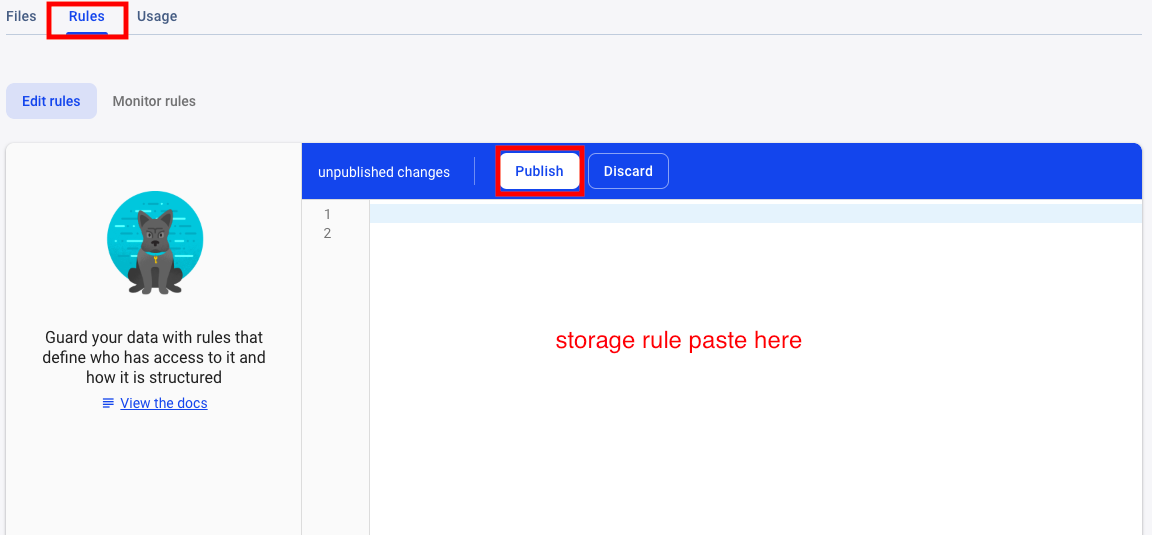 Files Rules Usage
Edit rules Monitor rules
unpublished changes Publish Discard
1
2
Guard your data with rules that
define who has access to it and
how it is structured
View the docs
storage rule paste here